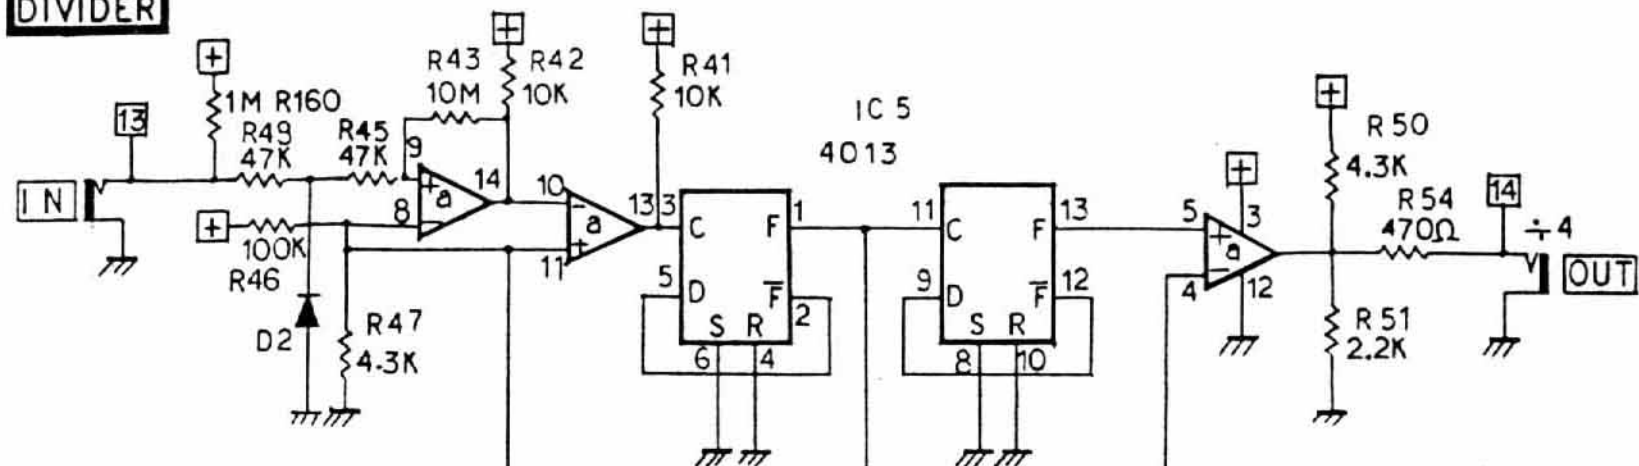 DIVIDER
+
+
+
R43
10M
R42
10K
R41
10K
IC 5
4013
+
R 50
4.3K
13
1M R160
R49
47K
R45
47K
9
+
a
14
8
-
10
-
a
11
+
13
3
C
F
1
5
D
F̅
2
S
R
6
4
11
C
F
13
9
D
F̅
12
S
R
8
10
+
5
+
a
3
4
-
12
R54
470Ω
14
÷4
OUT
IN
+
100K
R46
D2
R47
4.3K
R 51
2.2K